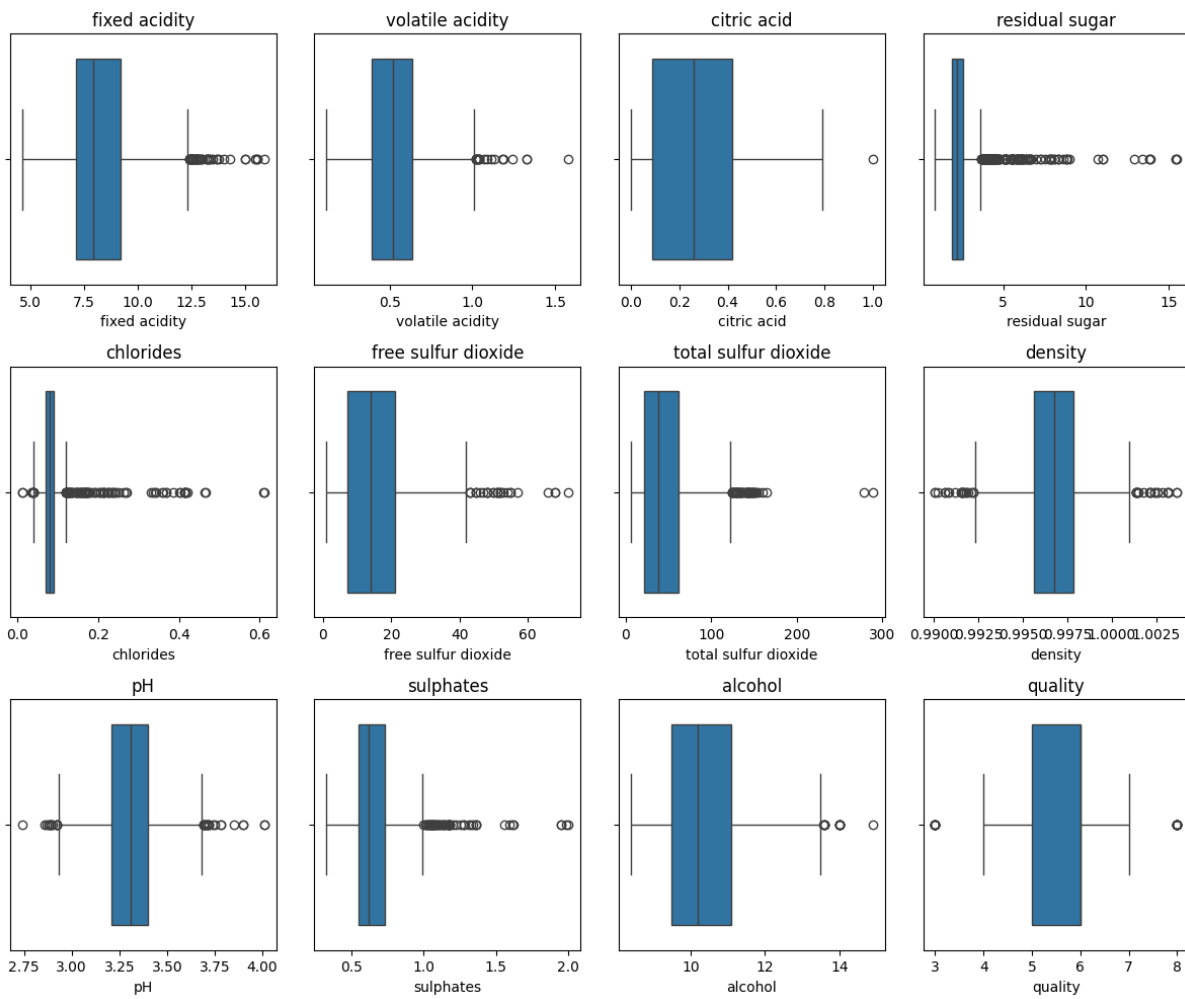 fixed acidity
volatile acidity
citric acid
residual sugar
5.0 7.5 10.0 12.5 15.0
0.5 1.0 1.5
0.0 0.2 0.4 0.6 0.8 1.0
5 10 15
fixed acidity
volatile acidity
citric acid
residual sugar
chlorides
free sulfur dioxide
total sulfur dioxide
density
0.0 0.2 0.4 0.6
0 20 40 60
0 100 200 300
0.990 0.9925 0.9950 0.9975 1.0000 1.0025
chlorides
free sulfur dioxide
total sulfur dioxide
density
pH
sulphates
alcohol
quality
2.75 3.00 3.25 3.50 3.75 4.00
0.5 1.0 1.5 2.0
10 12 14
3 4 5 6 7 8
pH
sulphates
alcohol
quality